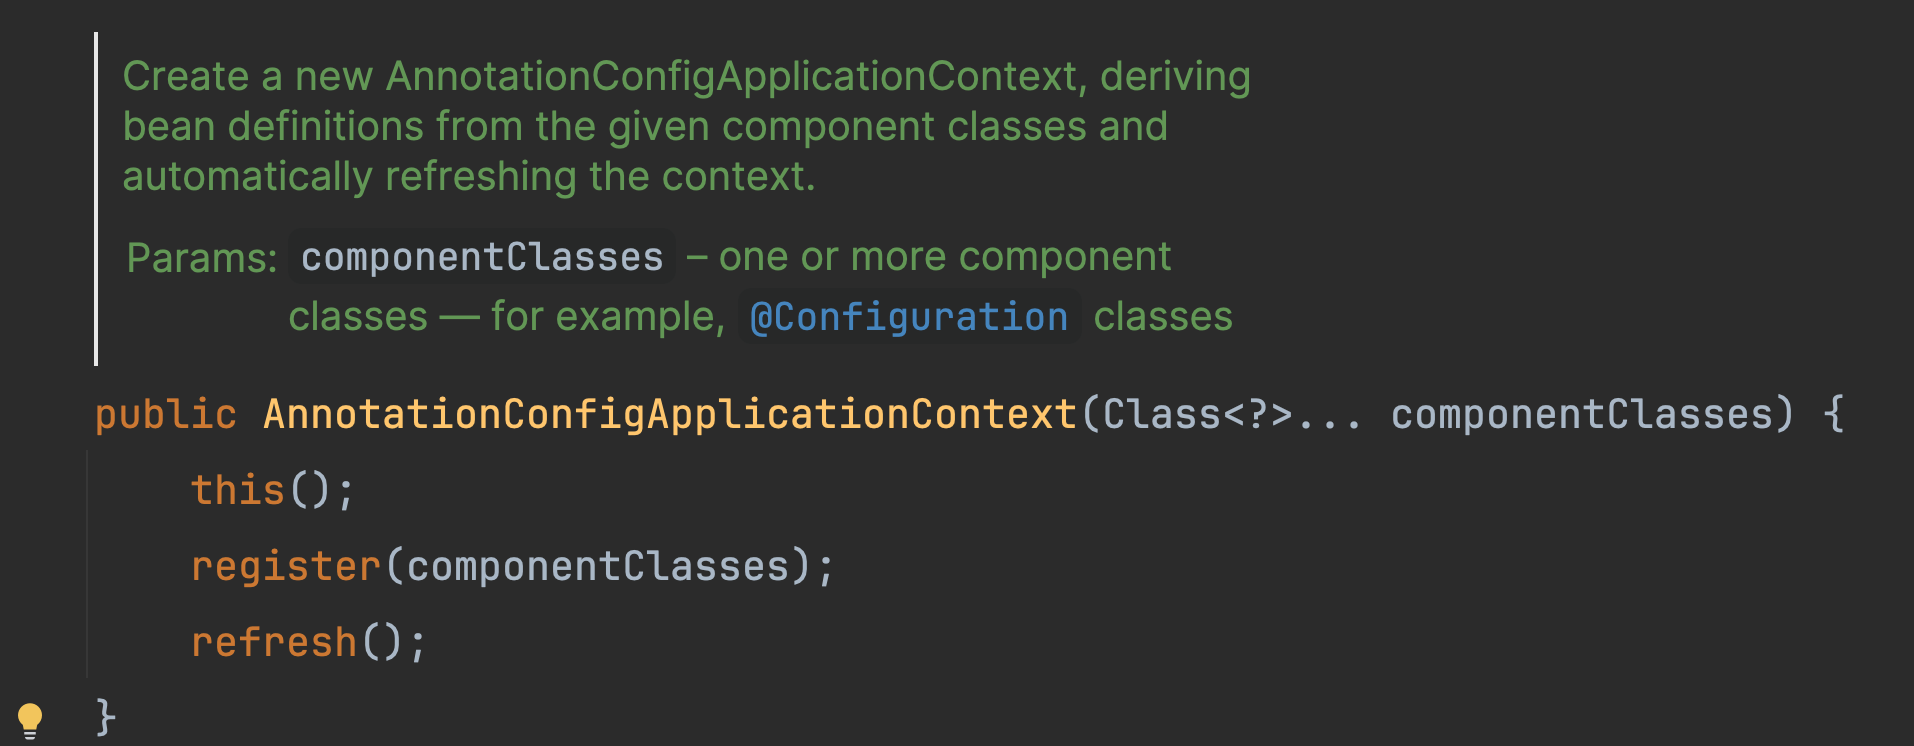 Create a new AnnotationConfigApplicationContext, deriving
bean definitions from the given component classes and
automatically refreshing the context.
Params: componentClasses – one or more component
classes — for example, @Configuration classes
public AnnotationConfigApplicationContext(Class<?>... componentClasses) {
    this();
    register(componentClasses);
    refresh();
}